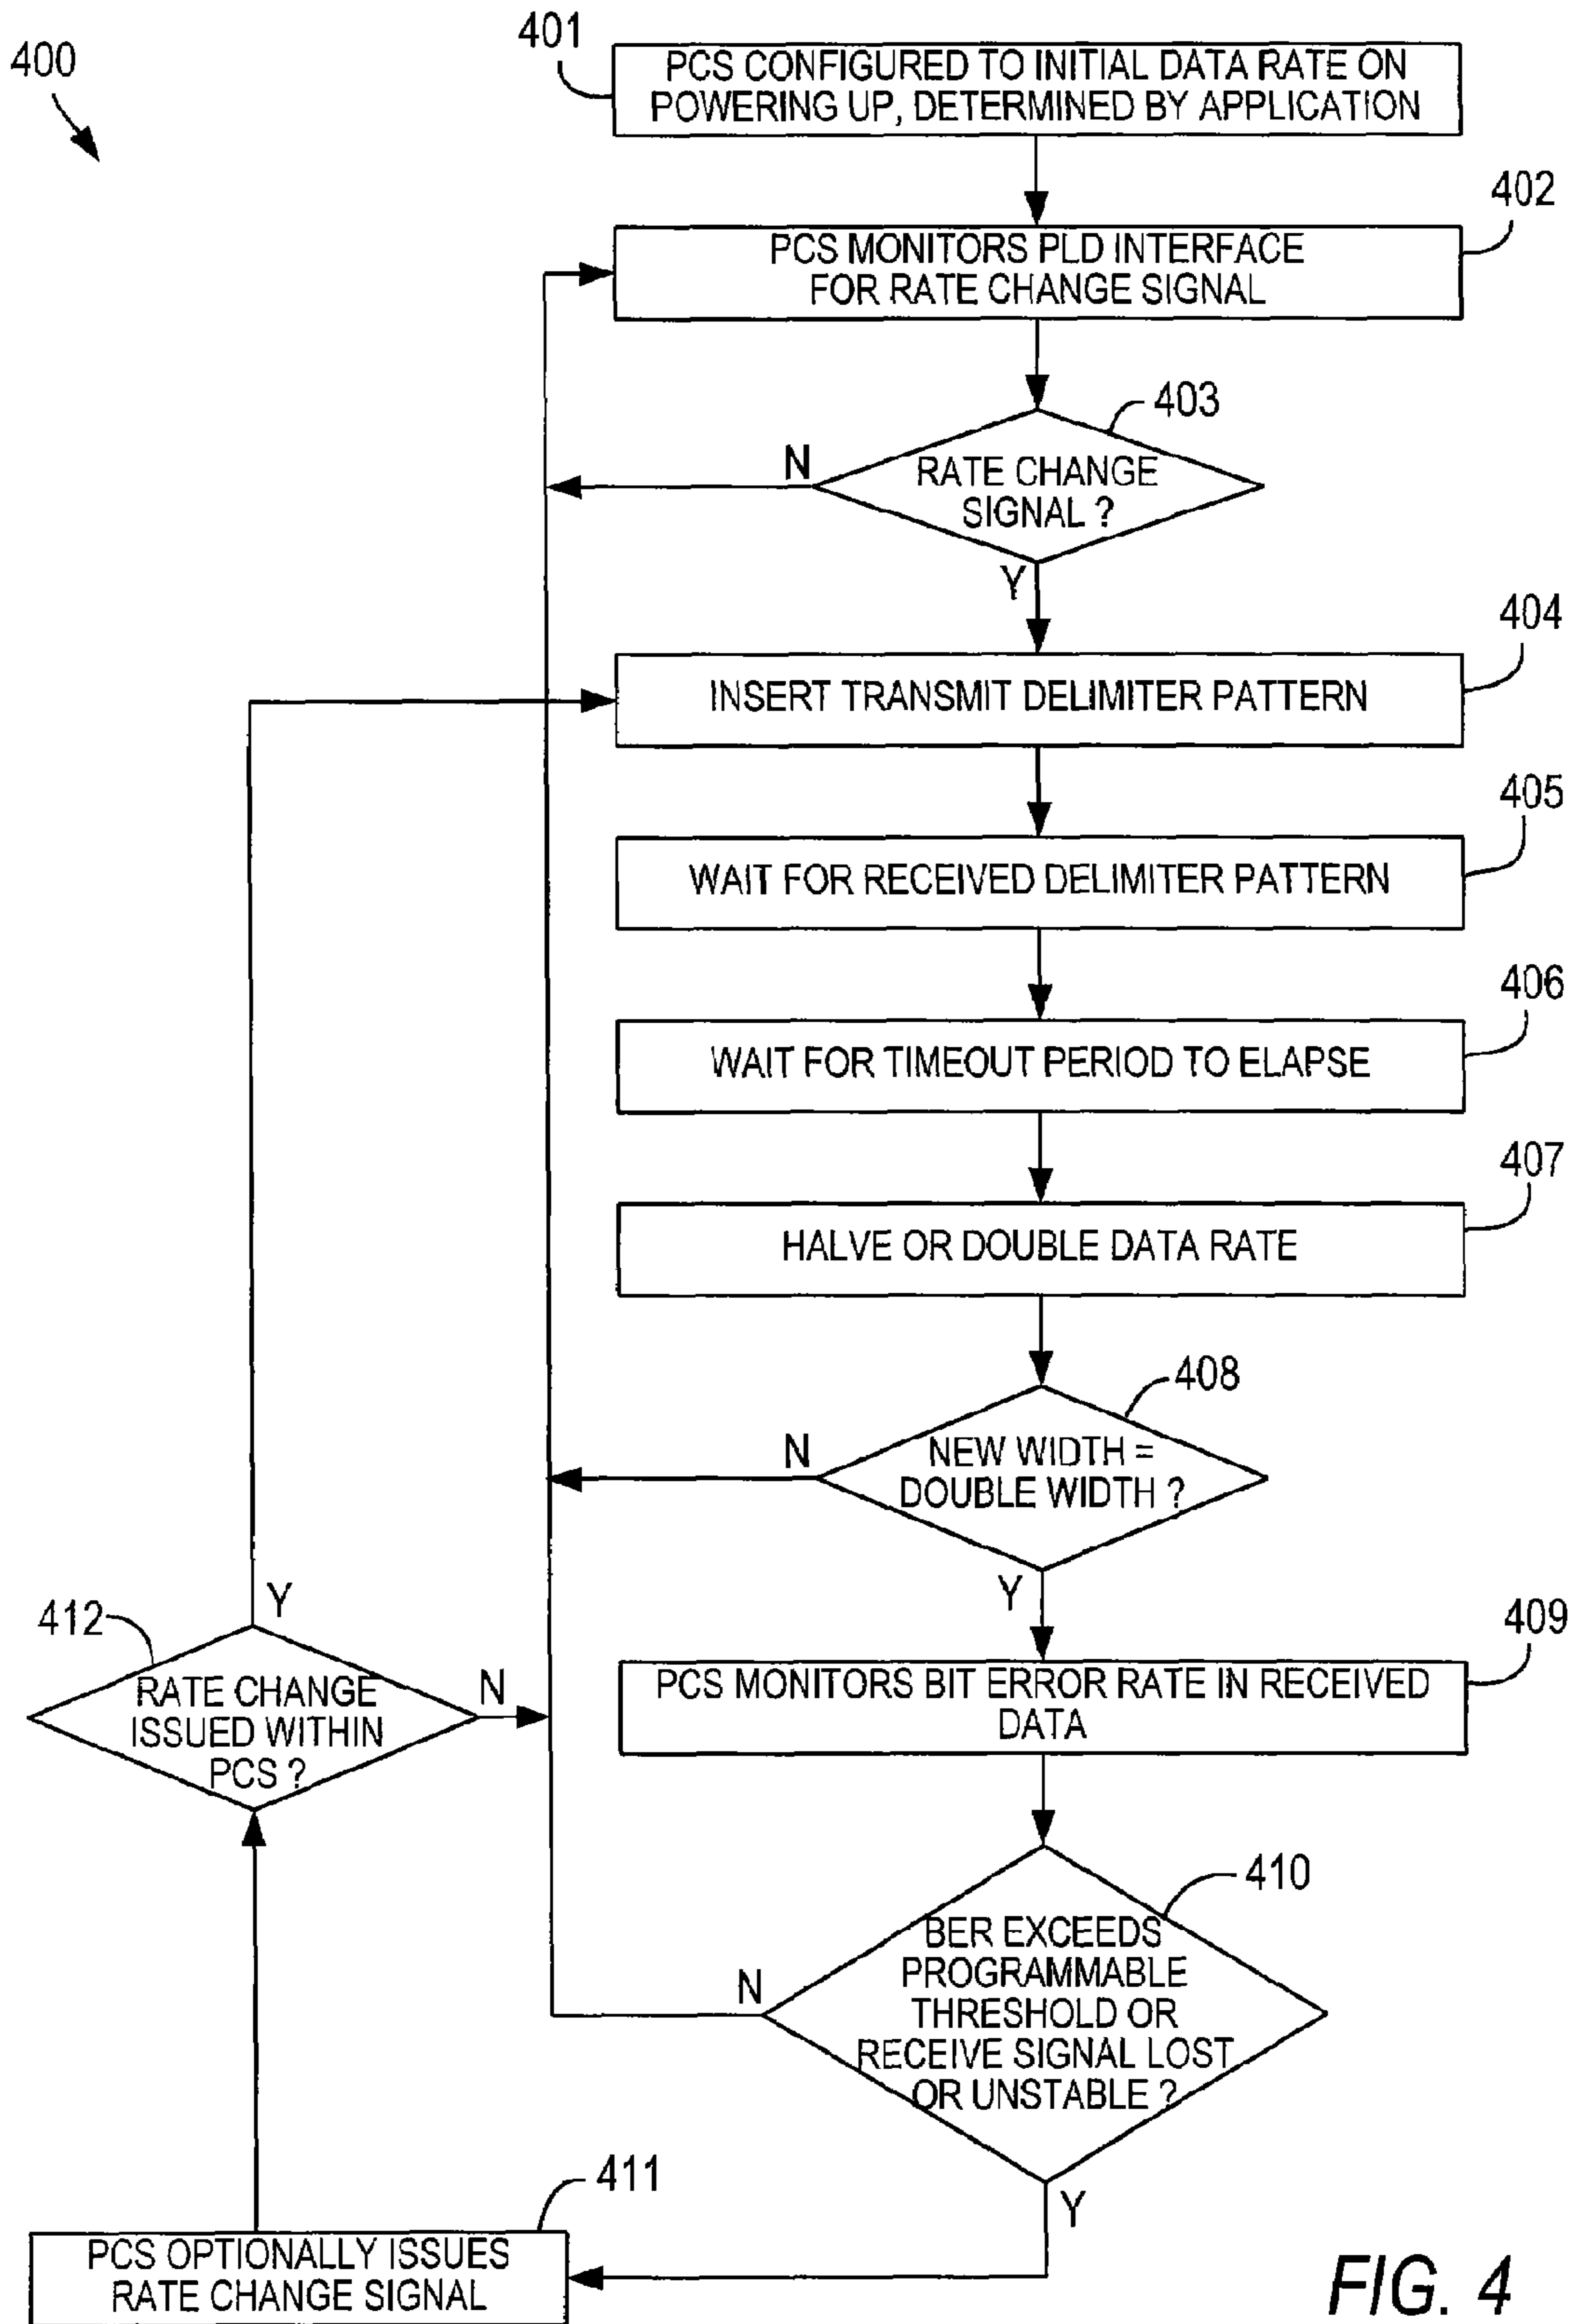 400
401
PCS CONFIGURED TO INITIAL DATA RATE ON
POWERING UP, DETERMINED BY APPLICATION
402
PCS MONITORS PLD INTERFACE
FOR RATE CHANGE SIGNAL
403
N
RATE CHANGE
SIGNAL ?
Y
404
INSERT TRANSMIT DELIMITER PATTERN
405
WAIT FOR RECEIVED DELIMITER PATTERN
406
WAIT FOR TIMEOUT PERIOD TO ELAPSE
407
HALVE OR DOUBLE DATA RATE
408
N
NEW WIDTH =
DOUBLE WIDTH ?
Y
409
PCS MONITORS BIT ERROR RATE IN RECEIVED
DATA
410
N
BER EXCEEDS
PROGRAMMABLE
THRESHOLD OR
RECEIVE SIGNAL LOST
OR UNSTABLE ?
Y
411
PCS OPTIONALLY ISSUES
RATE CHANGE SIGNAL
412
Y
RATE CHANGE
ISSUED WITHIN
PCS ?
N
FIG. 4